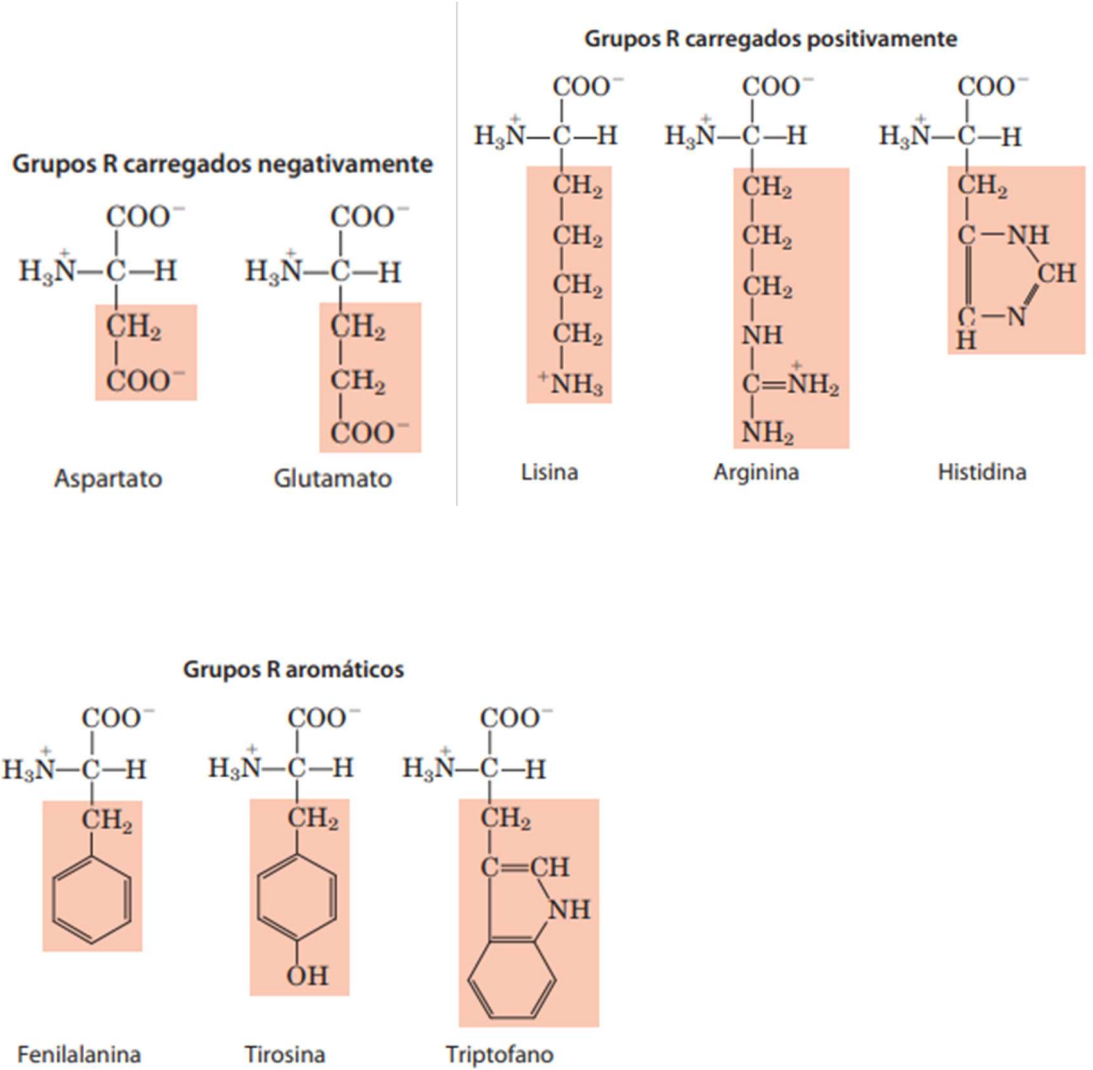 Grupos R carregados negativamente
COO⁻ COO⁻
H₃N⁺—C—H H₃N⁺—C—H
CH₂ CH₂
COO⁻ CH₂
COO⁻
Aspartato Glutamato
Grupos R carregados positivamente
COO⁻ COO⁻ COO⁻
H₃N⁺—C—H H₃N⁺—C—H H₃N⁺—C—H
CH₂ CH₂ CH₂
CH₂ CH₂ C—NH
CH
CH₂ CH₂
CH₂ NH C—N
H
⁺NH₃ C=N⁺H₂
NH₂
Lisina Arginina Histidina
Grupos R aromáticos
COO⁻ COO⁻ COO⁻
H₃N⁺—C—H H₃N⁺—C—H H₃N⁺—C—H
CH₂ CH₂ CH₂
C=CH
NH
OH
Fenilalanina Tirosina Triptofano